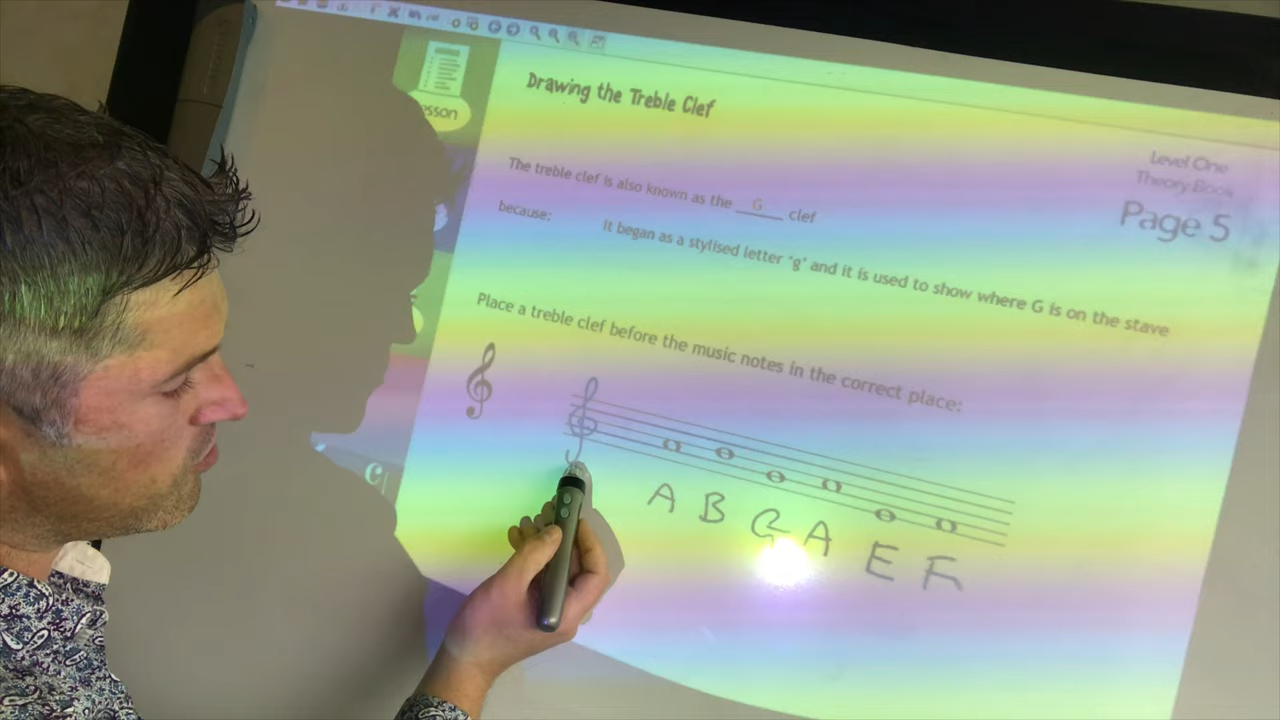 esson
Drawing the Treble Clef
Level One
Theory Book
Page 5
The treble clef is also known as the __G__ clef
because: It began as a stylised letter 'g' and it is used to show where G is on the stave
Place a treble clef before the music notes in the correct place:
A B G A E F